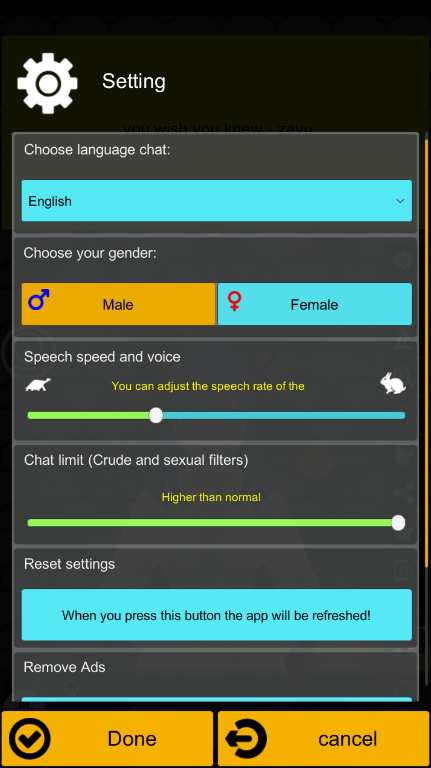 Setting
you wish you knew - zayn
Choose language chat:
English
Choose your gender:
Male
Female
Speech speed and voice
You can adjust the speech rate of the
Chat limit (Crude and sexual filters)
Higher than normal
Reset settings
When you press this button the app will be refreshed!
Remove Ads
Done
cancel